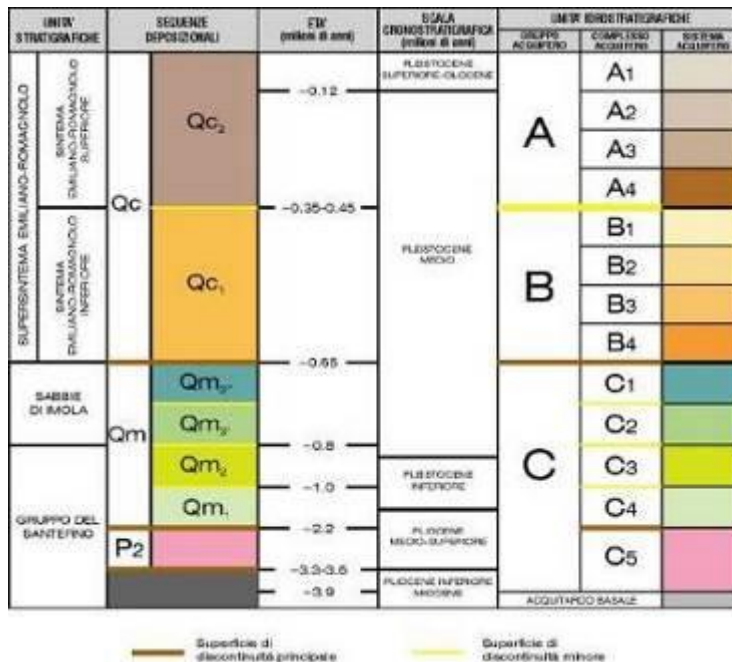 UNITA' STRATIGRAFICHE
SEQUENZE DEPOSIZIONALI
ETA' (milioni di anni)
SCALA CRONOSTRATIGRAFICA (milioni di anni)
UNITA' IDROSTRATIGRAFICHE
GRUPPO ACQUIFERO
COMPLESSO ACQUIFERO
SISTEMA ACQUIFERO
SUPERSINTEMA EMILIANO-ROMAGNOLO
SINTEMA EMILIANO-ROMAGNOLO SUPERIORE
SINTEMA EMILIANO-ROMAGNOLO INFERIORE
SABBIE DI IMOLA
GRUPPO DEL SANTERNO
Qc
Qm
P2
Qc2
Qc1
Qm3''
Qm3'
Qm2
Qm1
-0.12
-0.35-0.45
-0.65
-0.8
-1.0
-2.2
-3.3-3.6
-3.9
PLEISTOCENE SUPERIORE-OLOCENE
PLEISTOCENE MEDIO
PLEISTOCENE INFERIORE
PLIOCENE MEDIO-SUPERIORE
PLIOCENE INFERIORE
MIOCENE
A
B
C
A1
A2
A3
A4
B1
B2
B3
B4
C1
C2
C3
C4
C5
ACQUITARDO BASALE
Superficie di
discontinuità principale
Superficie di
discontinuità minore